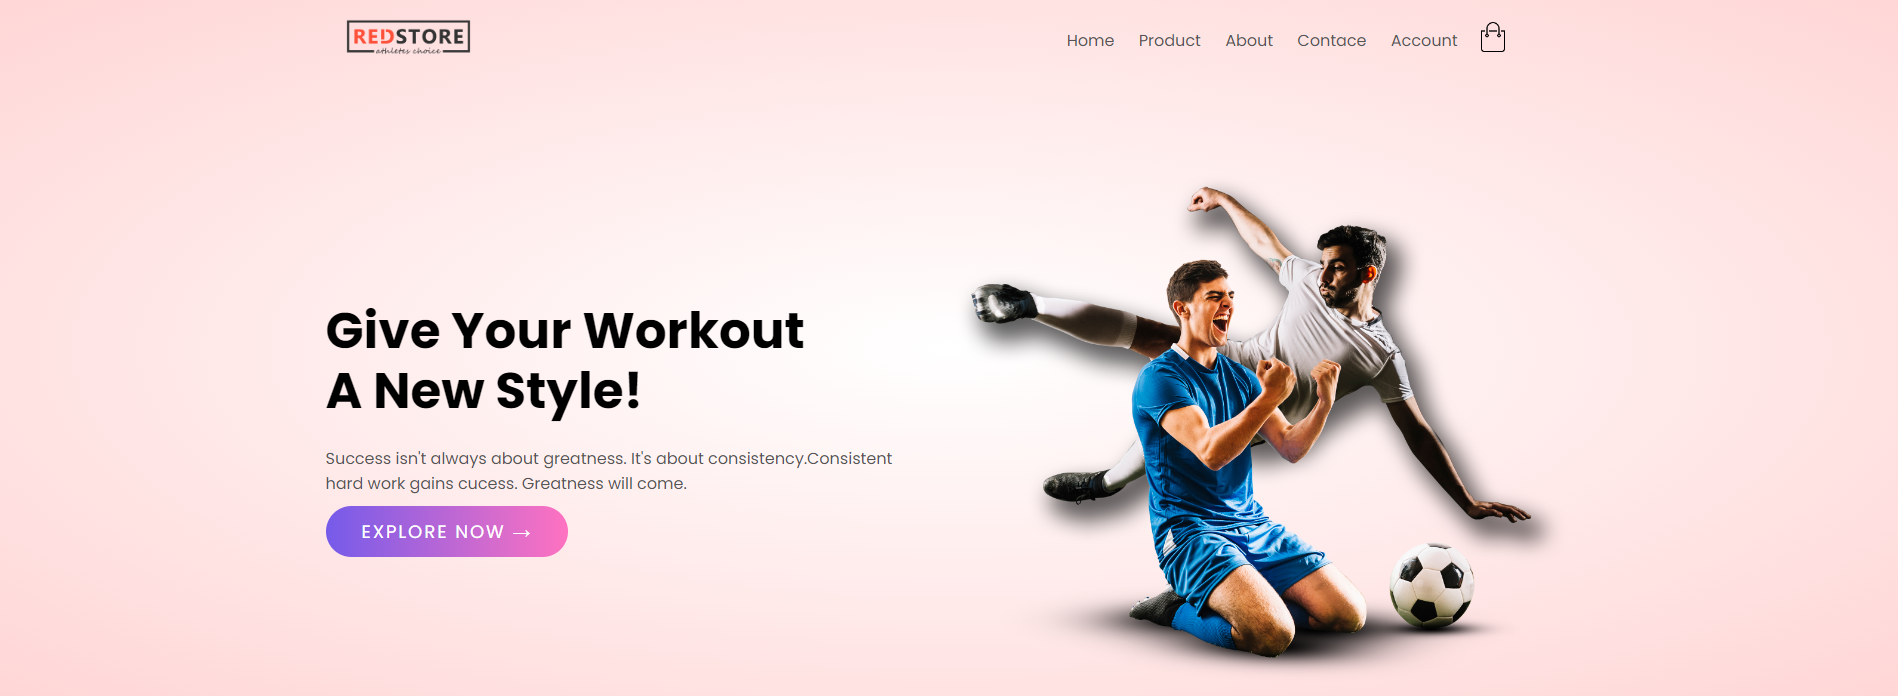 REDSTORE
athletes choice
Home Product About Contace Account
Give Your Workout
A New Style!
Success isn't always about greatness. It's about consistency.Consistent
hard work gains cucess. Greatness will come.
EXPLORE NOW →